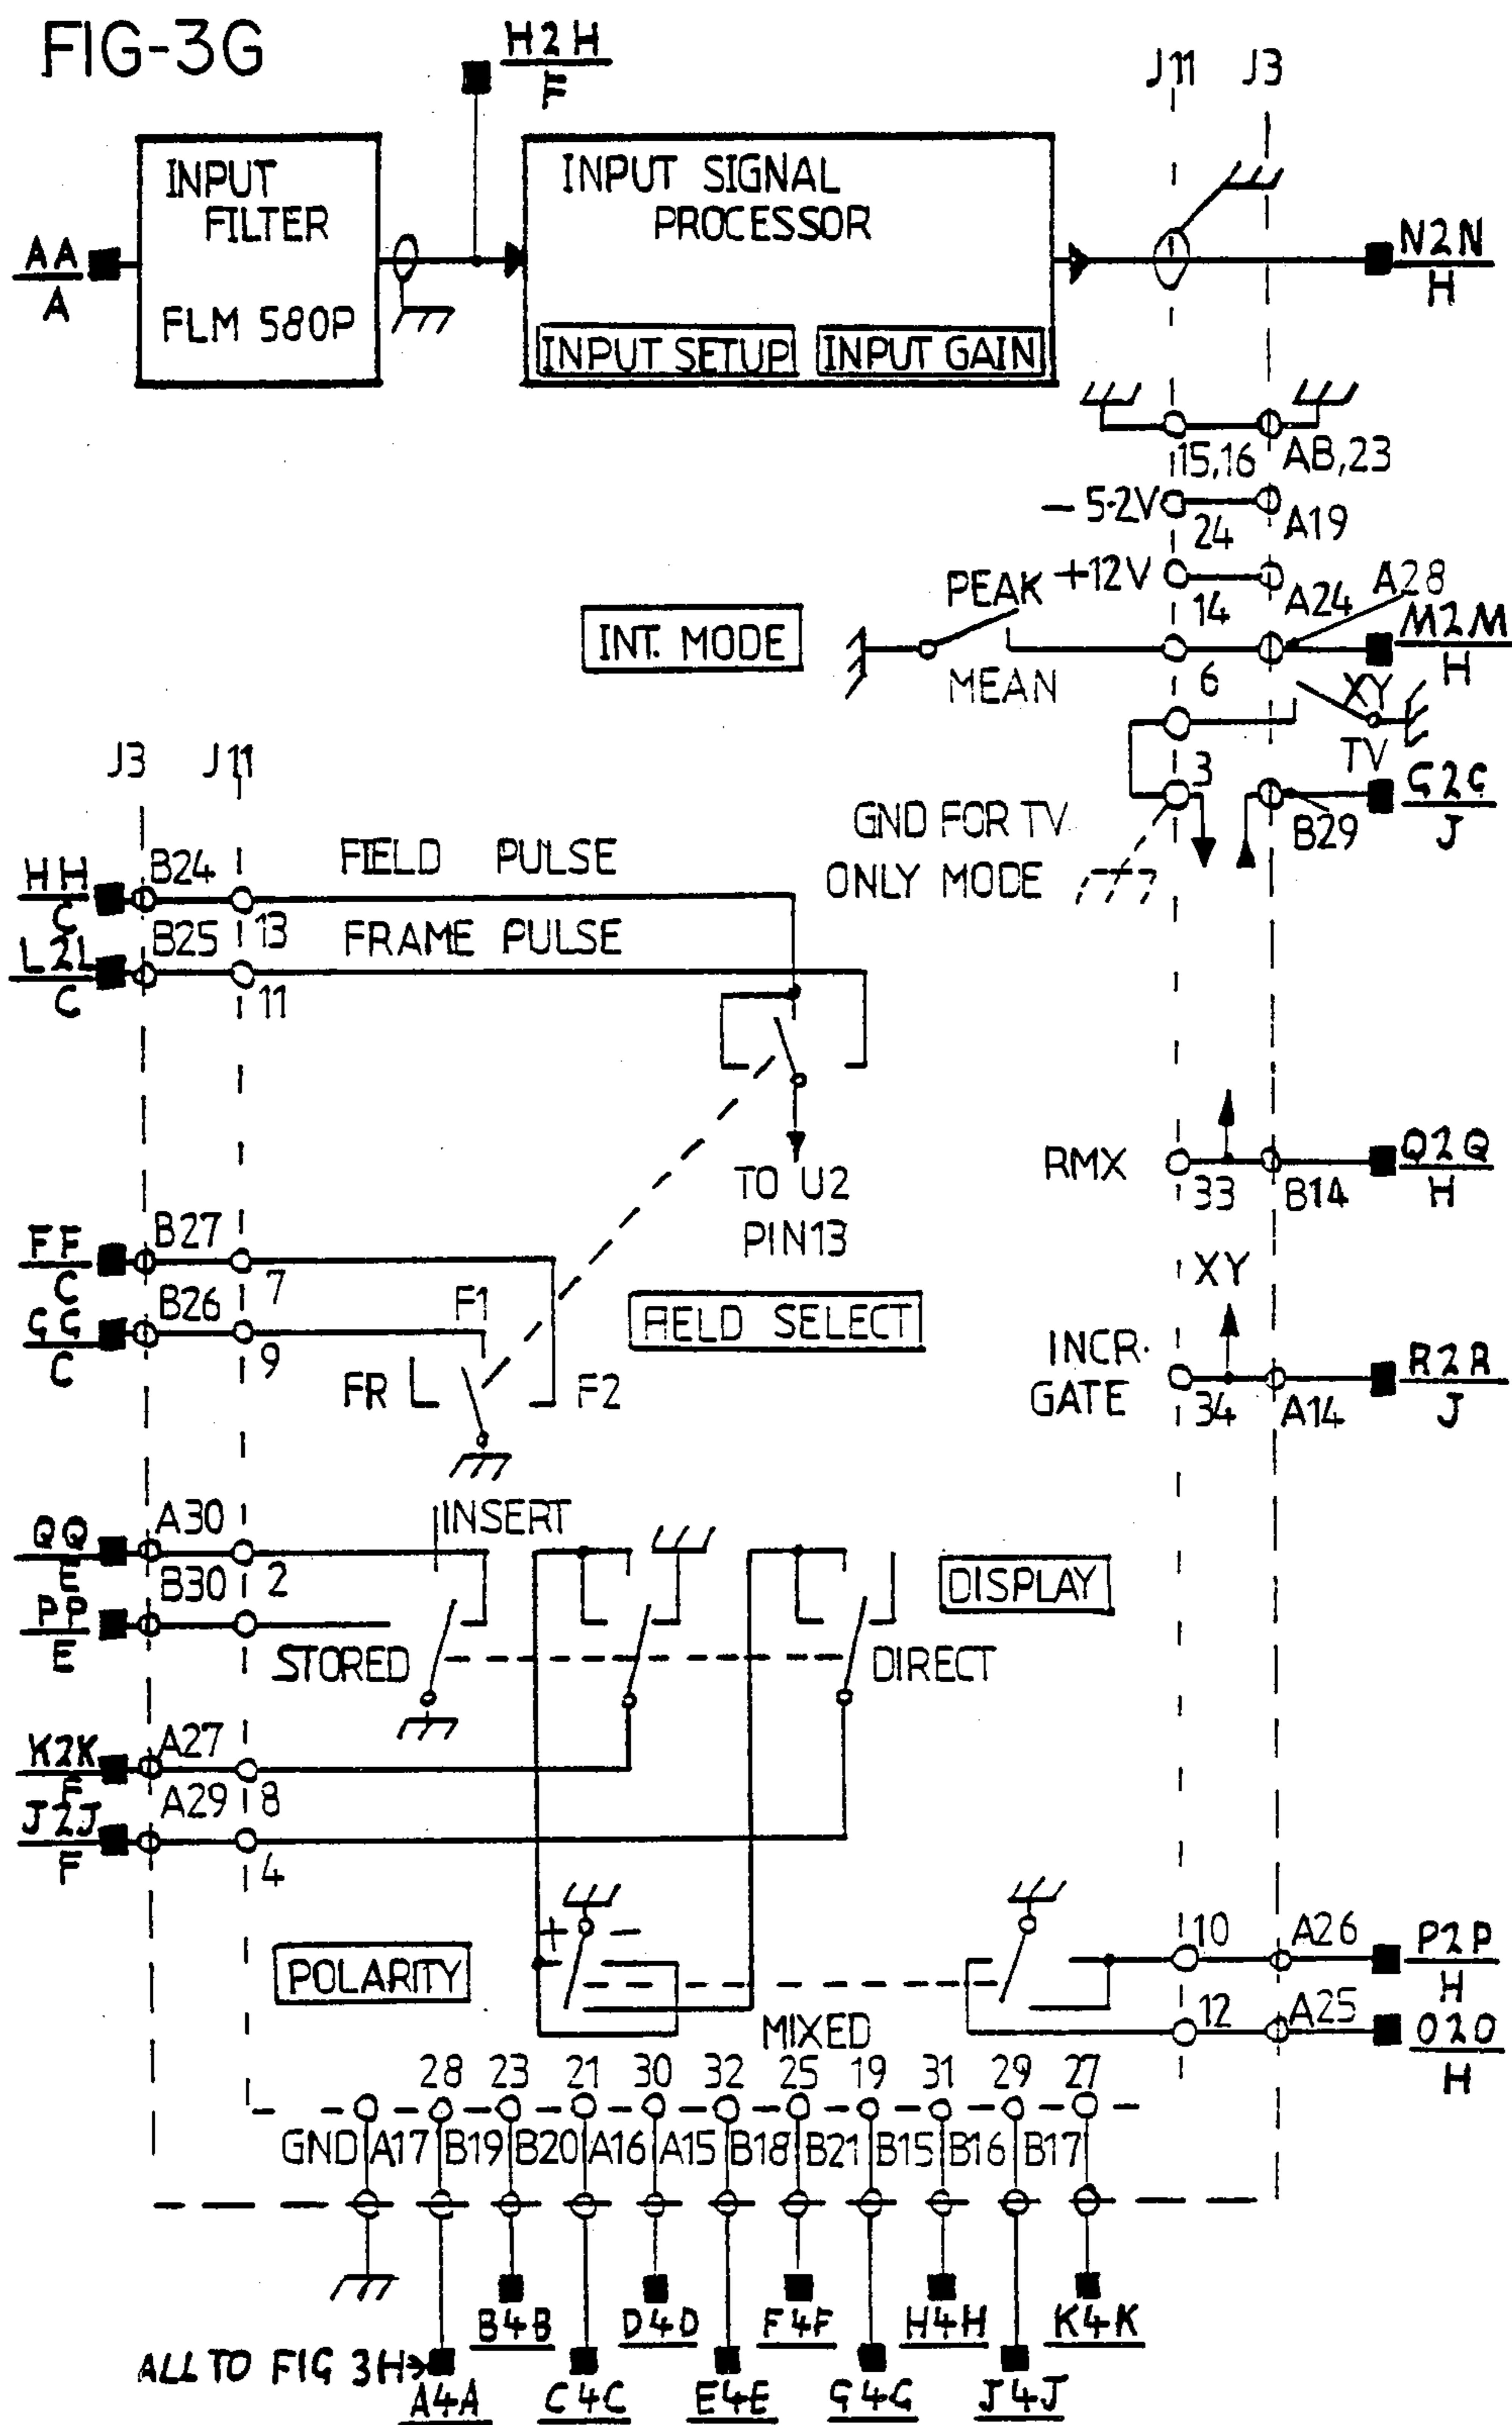 FIG-3G
H2H
F
J11 J3
INPUT
FILTER
FLM 580P
INPUT SIGNAL
PROCESSOR
INPUT SETUP INPUT GAIN
AA
A
N2N
H
15,16 AB,23
- 5·2V
24 A19
PEAK +12V
14 A24 A28
INT. MODE
M2M
H
MEAN
6
XY
TV
3
G2G
J
B29
GND FOR TV
ONLY MODE
J3 J11
HH
C
B24
13
FIELD PULSE
L2L
C
B25
11
FRAME PULSE
TO U2
PIN13
RMX
33 B14
Q2Q
H
FF
C
B27
7
GG
C
B26
9
F1
FR
F2
FIELD SELECT
XY
INCR.
GATE
34 A14
R2R
J
QQ
E
A30
2
INSERT
PP
E
B30
STORED
DIRECT
DISPLAY
K2K
F
A27
8
J2J
F
A29
4
+ -
POLARITY
MIXED
10 A26
P2P
H
12 A25
O2O
H
28 23 21 30 32 25 19 31 29 27
GND A17 B19 B20 A16 A15 B18 B21 B15 B16 B17
B4B D4D F4F H4H K4K
ALL TO FIG 3H
A4A C4C E4E G4G J4J